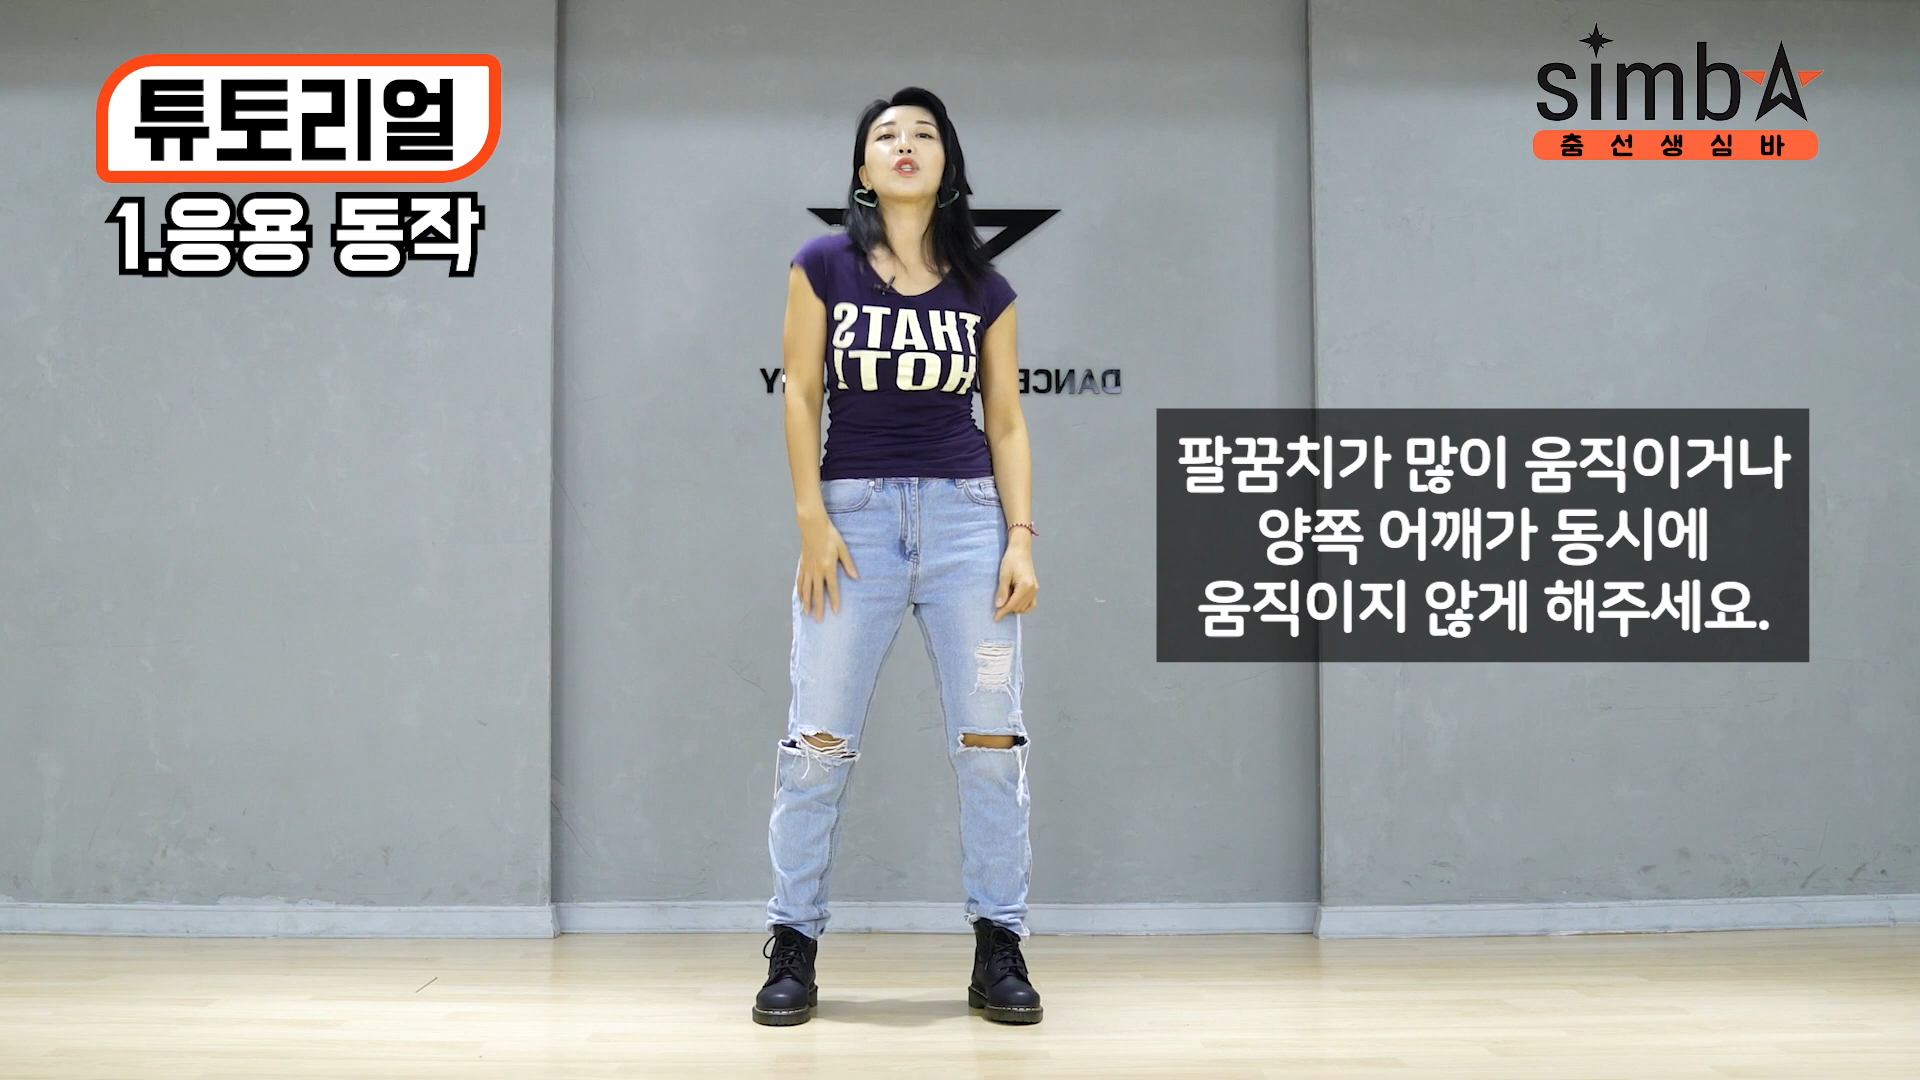 튜토리얼
1.응용 동작
simbA
춤선생심바
THATS
HOT!
DANCE
팔꿈치가 많이 움직이거나
양쪽 어깨가 동시에
움직이지 않게 해주세요.